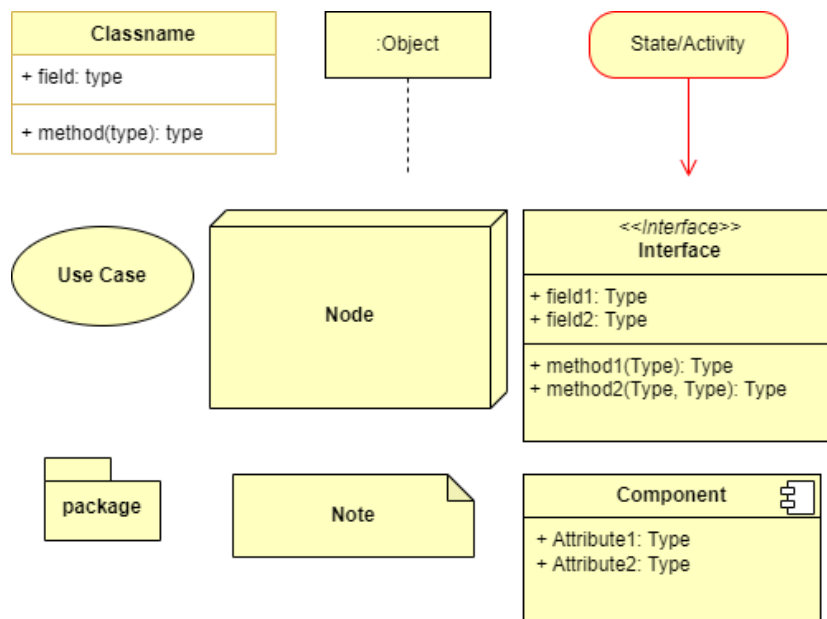 Classname
+ field: type
+ method(type): type
:Object
State/Activity
Use Case
Node
<<Interface>>
Interface
+ field1: Type
+ field2: Type
+ method1(Type): Type
+ method2(Type, Type): Type
package
Note
Component
+ Attribute1: Type
+ Attribute2: Type